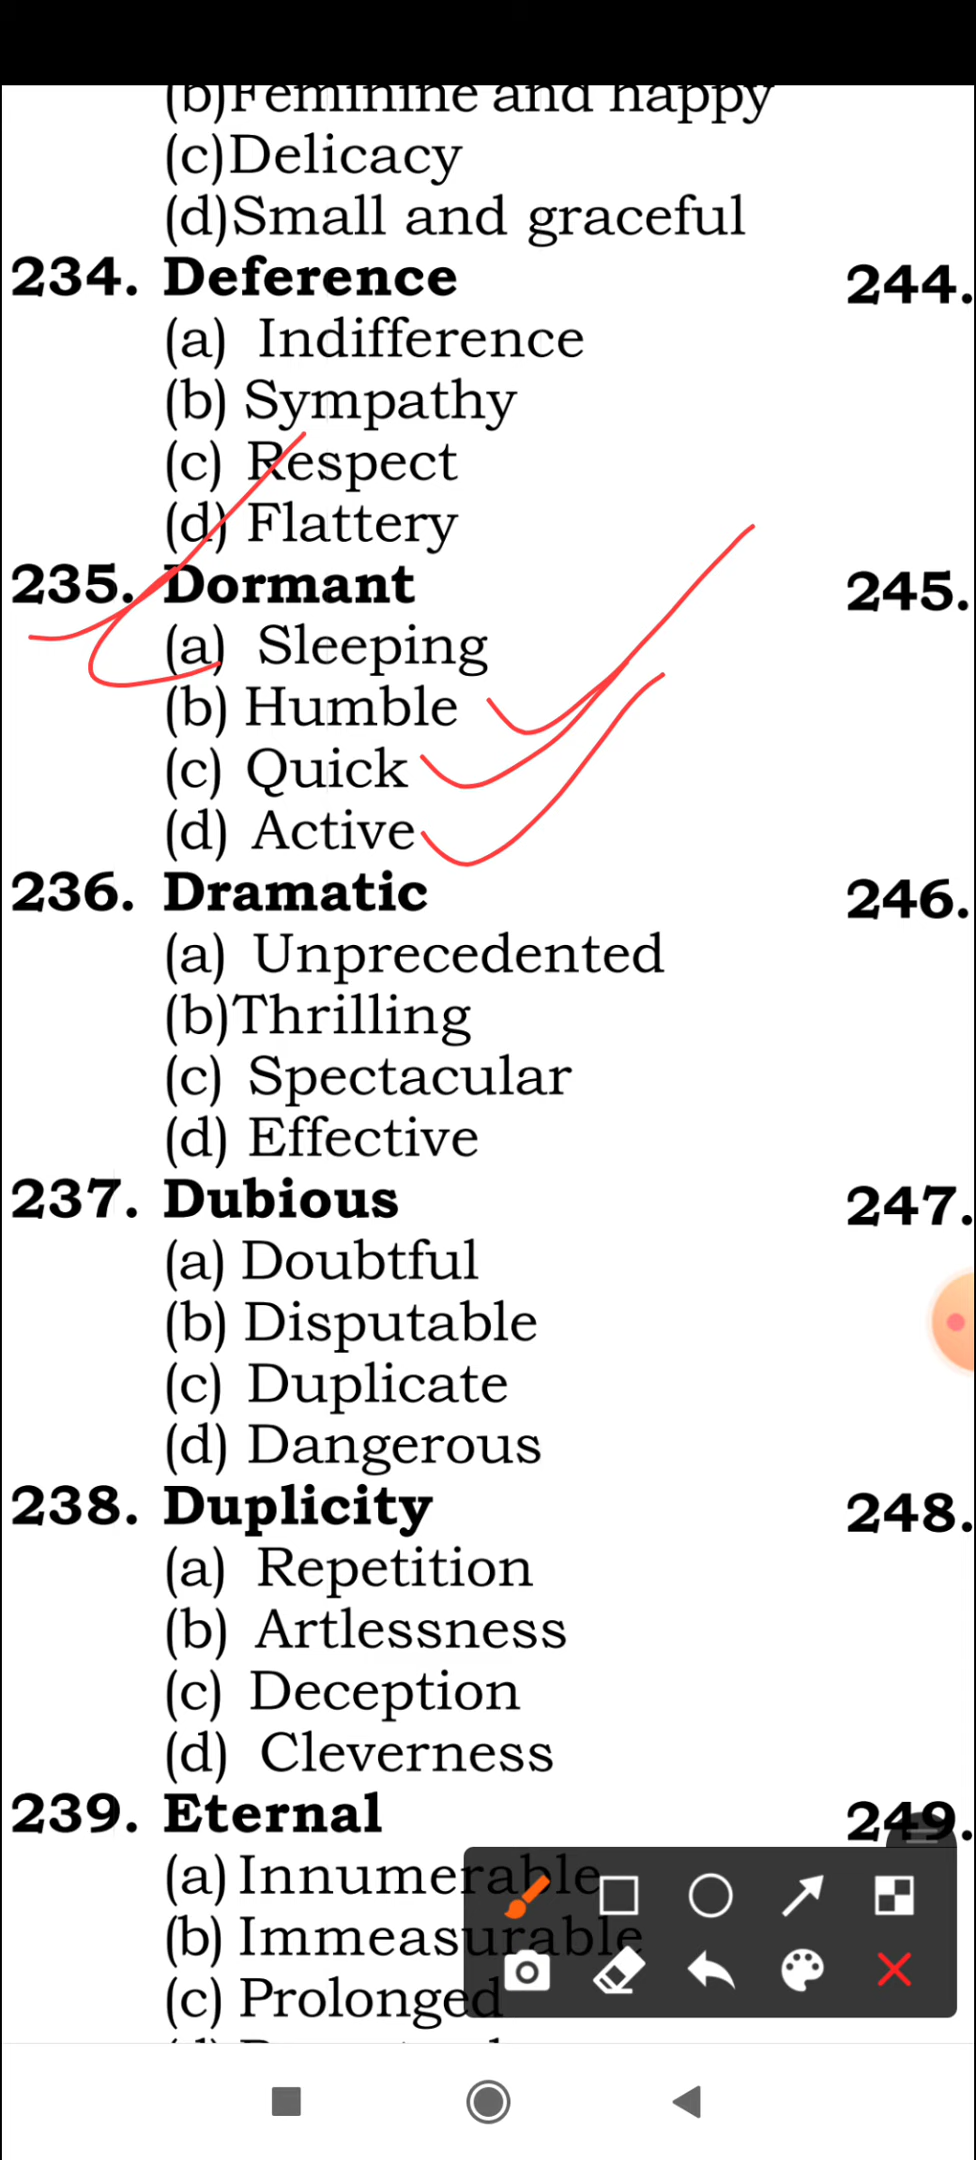 (b)Feminine and happy
(c)Delicacy
(d)Small and graceful
234. Deference
(a) Indifference
(b) Sympathy
(c) Respect
(d) Flattery
235. Dormant
(a) Sleeping
(b) Humble
(c) Quick
(d) Active
236. Dramatic
(a) Unprecedented
(b)Thrilling
(c) Spectacular
(d) Effective
237. Dubious
(a) Doubtful
(b) Disputable
(c) Duplicate
(d) Dangerous
238. Duplicity
(a) Repetition
(b) Artlessness
(c) Deception
(d) Cleverness
239. Eternal
(a) Innumerable
(b) Immeasurable
(c) Prolonged
244.
245.
246.
247.
248.
249.